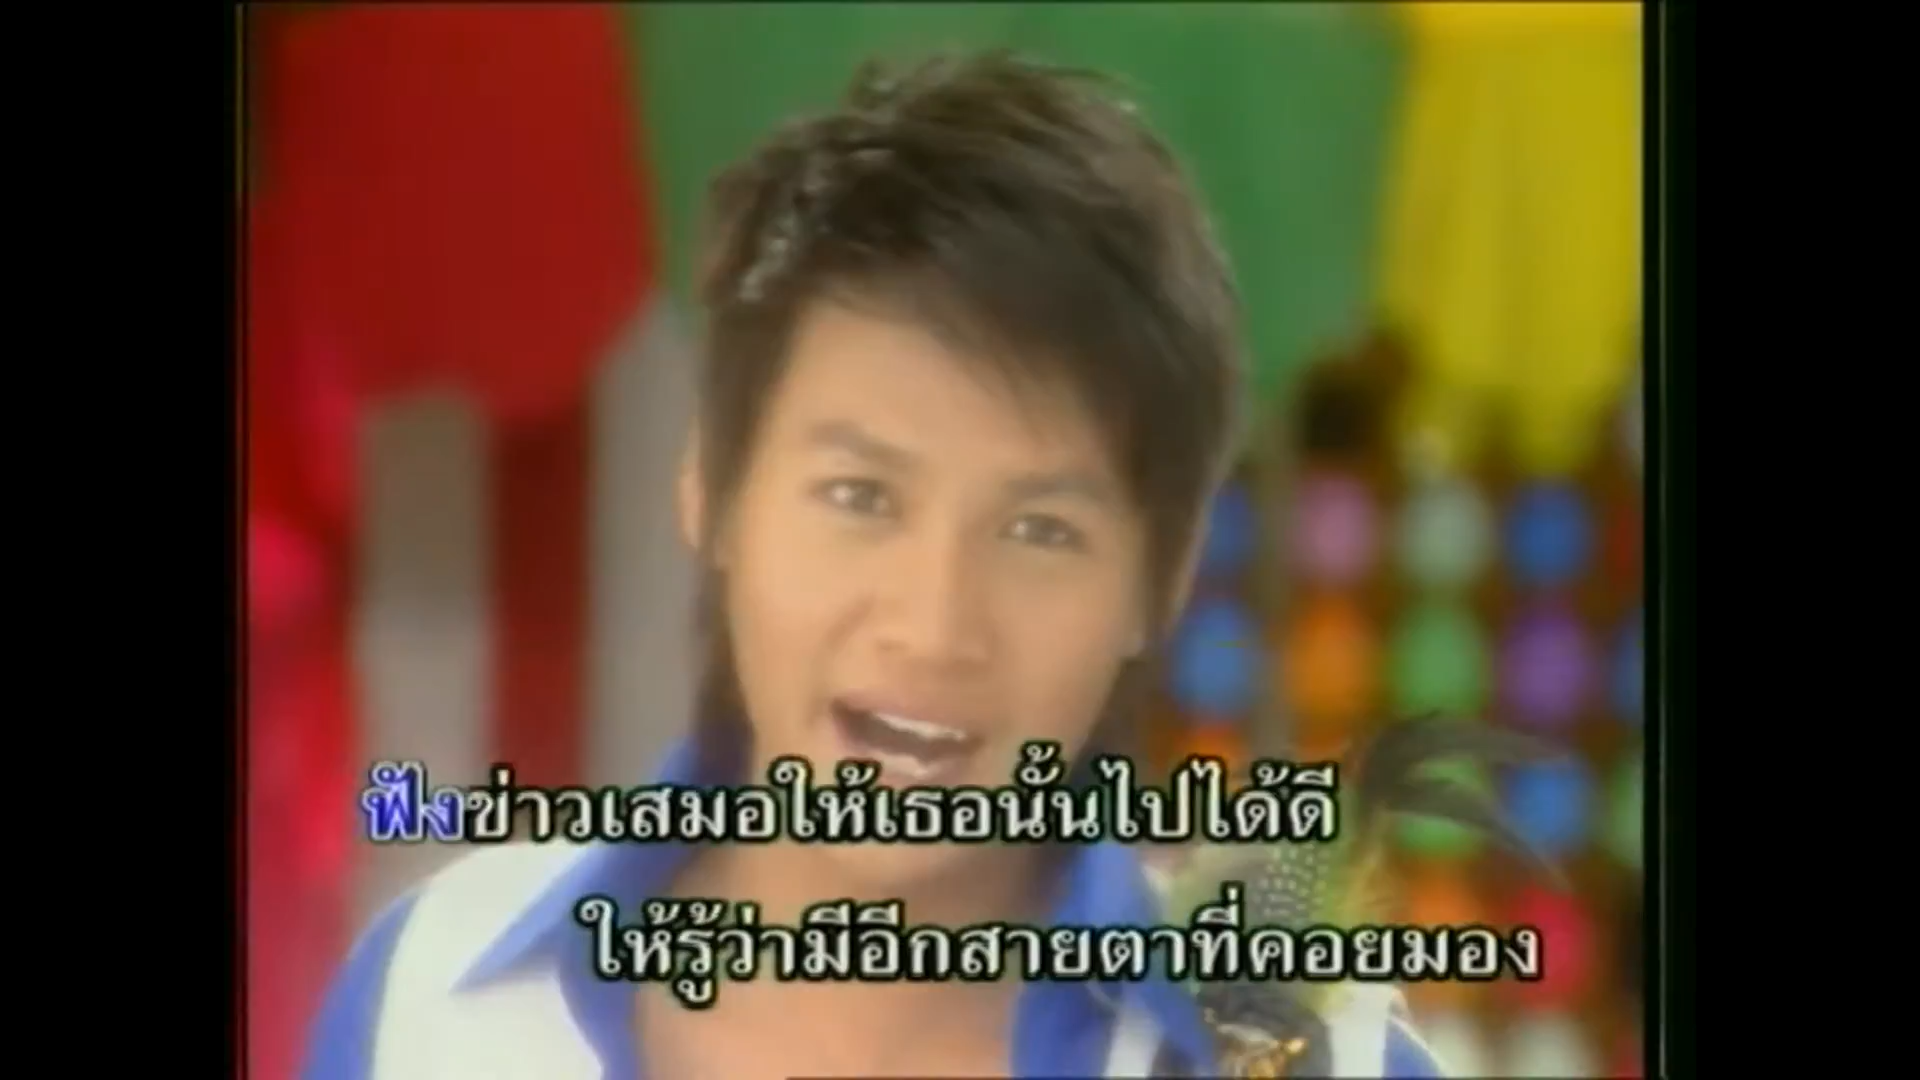 ฟังข่าวเสมอให้เธอนั้นไปได้ดี
ให้รู้ว่ามีอีกสายตาที่คอยมอง